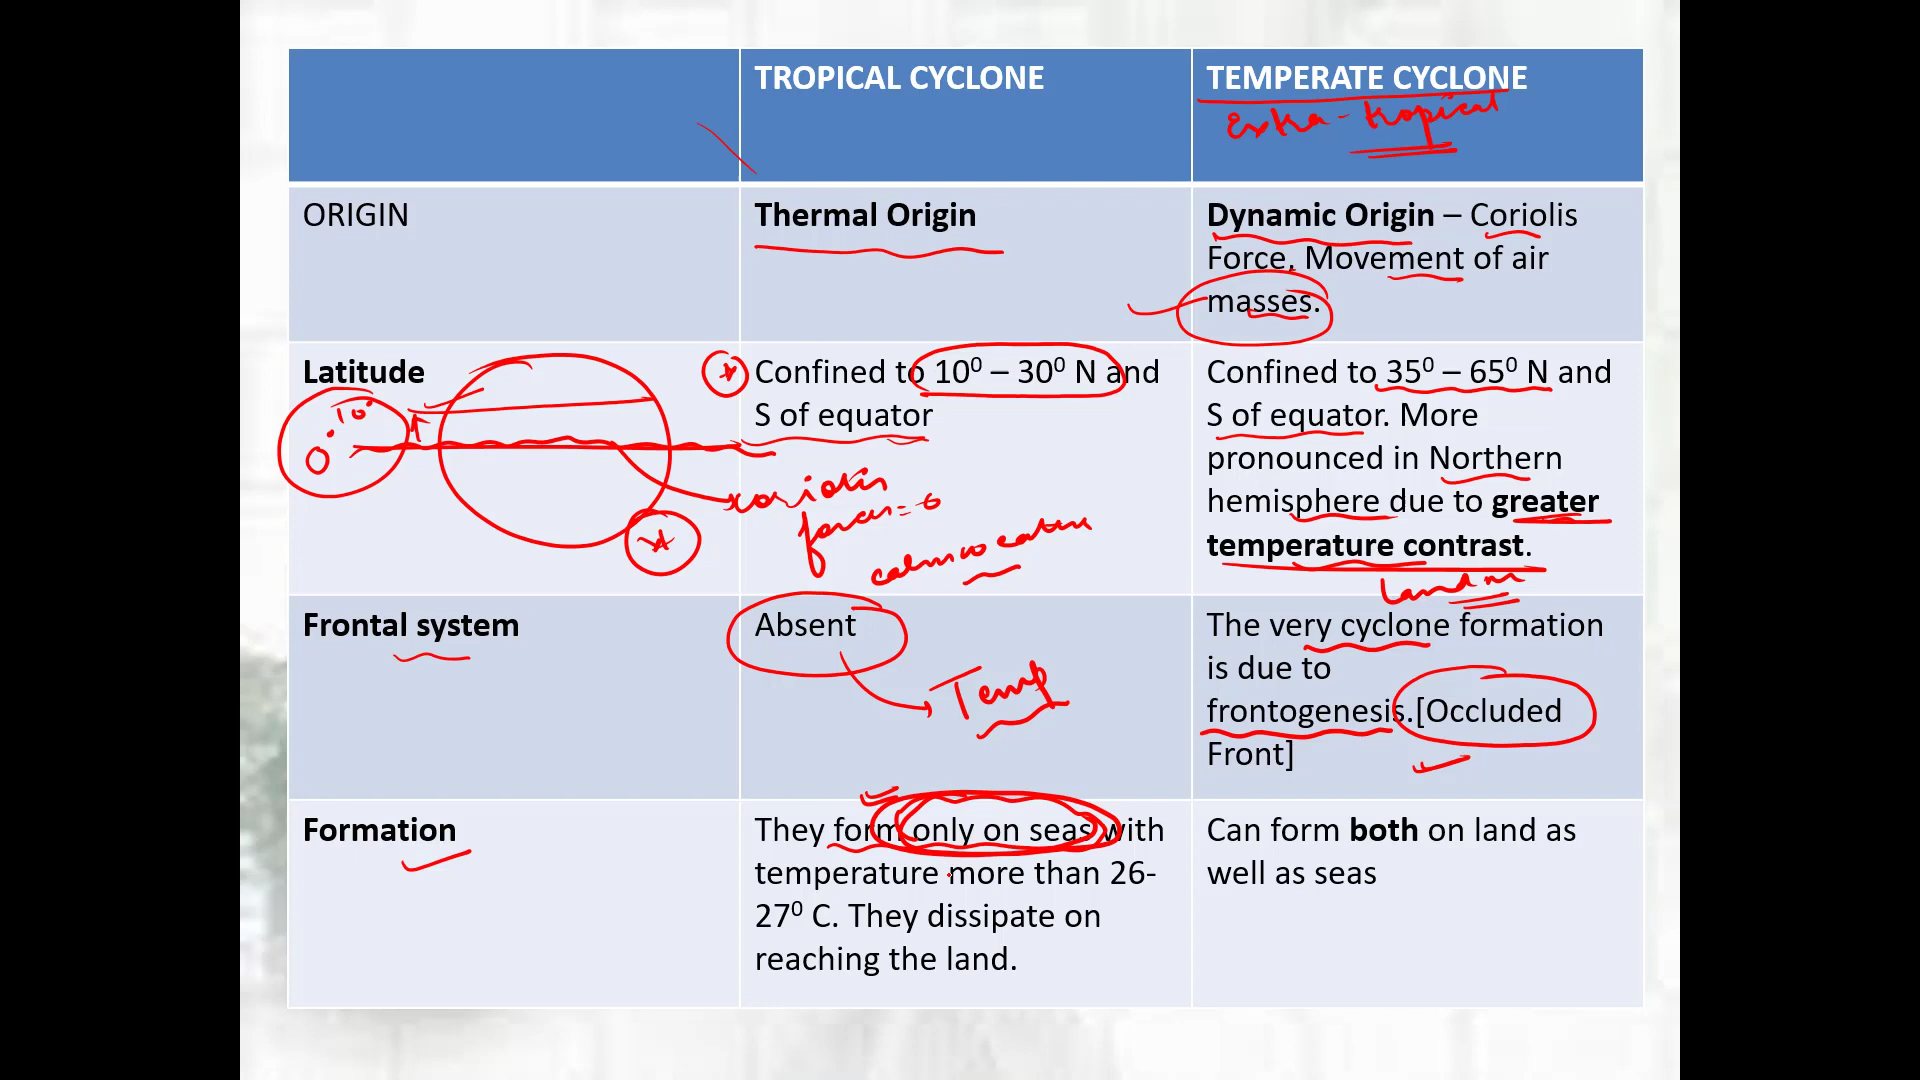 TROPICAL CYCLONE
TEMPERATE CYCLONE
Extra-tropical
ORIGIN
Thermal Origin
Dynamic Origin – Coriolis
Force, Movement of air
masses.
Latitude
0° 10°
Confined to 10⁰ – 30⁰ N and
S of equator
coriolis
force = 0
Confined to 35⁰ – 65⁰ N and
S of equator. More
pronounced in Northern
hemisphere due to greater
temperature contrast.
Frontal system
Absent
Temp
The very cyclone formation
is due to
frontogenesis.[Occluded
Front]
Formation
They form only on seas with
temperature more than 26-
27⁰ C. They dissipate on
reaching the land.
Can form both on land as
well as seas